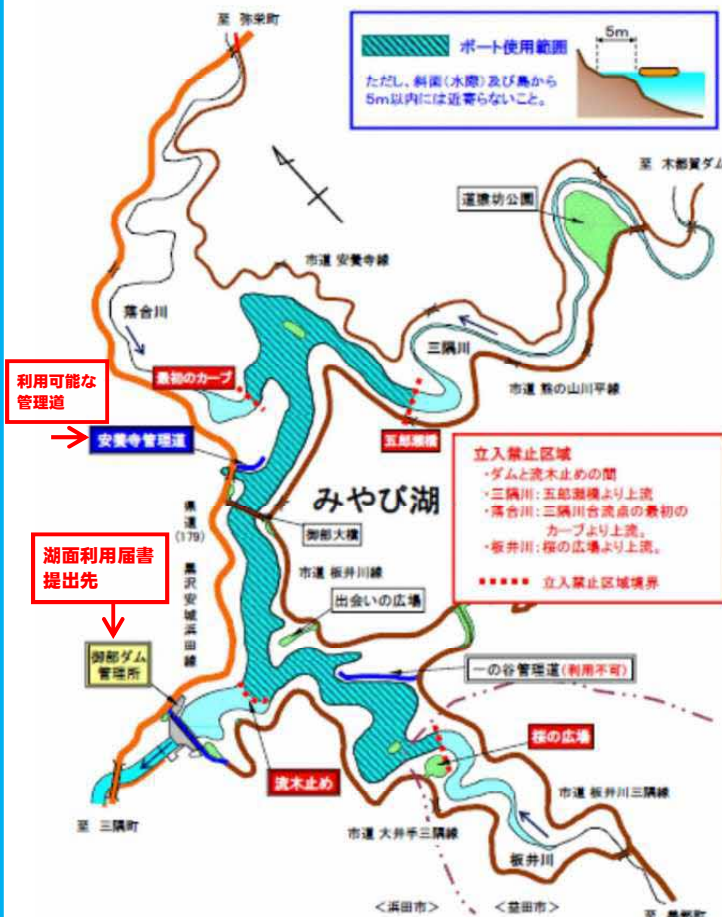 至 弥栄町
5m
ボート使用範囲
ただし、斜面(水際)及び島から
5m以内には近寄らないこと。
至 木都賀ダム
道猿坊公園
市道 安養寺線
落合川
三隅川
最初のカーブ
市道 熊の山川平線
利用可能な
管理道
安養寺管理道
五郎瀬橋
立入禁止区域
・ダムと流木止めの間
・三隅川:五郎瀬橋より上流
・落合川:三隅川合流点の最初の
カーブより上流。
・板井川:桜の広場より上流。
立入禁止区域境界
みやび湖
県道
(179)
黒沢安城浜田線
御部大橋
市道 板井川線
湖面利用届書
提出先
出会いの広場
御部ダム
管理所
一の谷管理道(利用不可)
桜の広場
流木止め
市道 板井川三隅線
至 三隅町
市道 大井手三隅線
板井川
<浜田市>
<益田市>